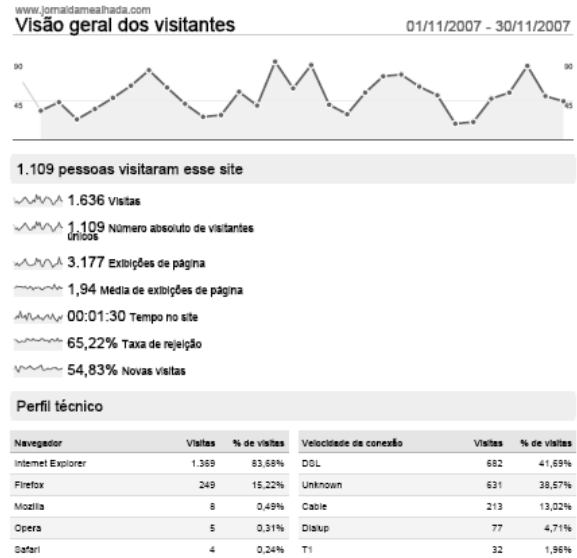 www.jornaldamealhada.com
Visão geral dos visitantes
01/11/2007 - 30/11/2007
90
90
45
45
1.109 pessoas visitaram esse site
1.636 Visitas
1.109 Número absoluto de visitantes
únicos
3.177 Exibições de página
1,94 Média de exibições de página
00:01:30 Tempo no site
65,22% Taxa de rejeição
54,83% Novas visitas
Perfil técnico
Navegador Visitas % de visitas Velocidade da conexão Visitas % de visitas
Internet Explorer 1.369 83,68% DSL 682 41,69%
Firefox 249 15,22% Unknown 631 38,57%
Mozilla 8 0,49% Cable 213 13,02%
Opera 5 0,31% Dialup 77 4,71%
Safari 4 0,24% T1 32 1,96%